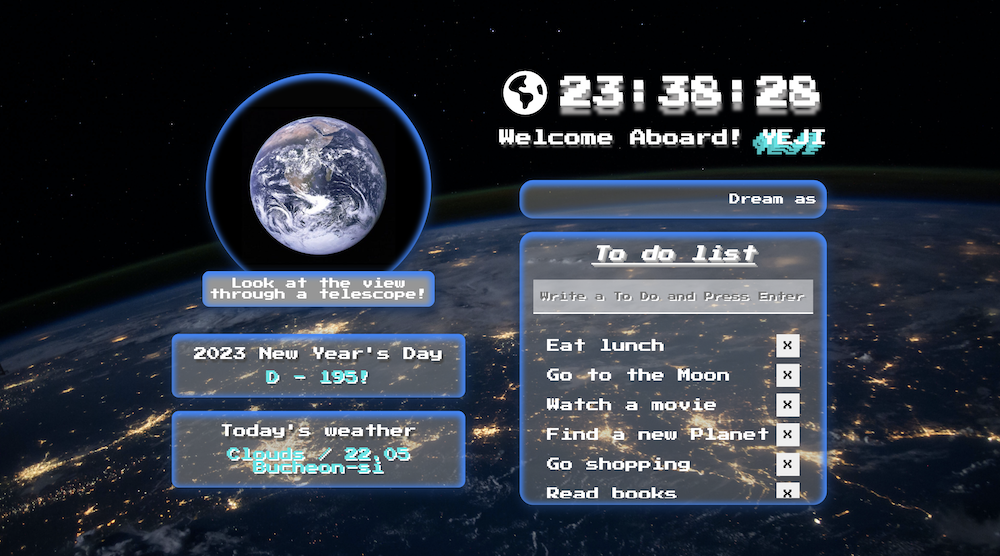 23:38:28
Welcome Aboard! YEJI
Dream as
Look at the view
through a telescope!
2023 New Year's Day
D - 195!
Today's weather
Clouds / 22.05
Bucheon-si
To do list
Write a To Do and Press Enter
Eat lunch X
Go to the Moon X
Watch a movie X
Find a new Planet X
Go shopping X
Read books X